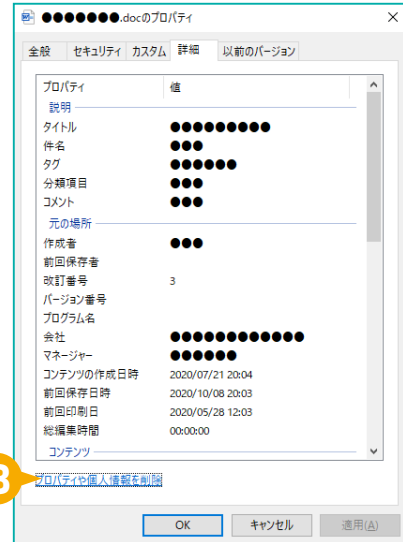 ●●●●●●●.docのプロパティ
全般 セキュリティ カスタム 詳細 以前のバージョン
プロパティ 値
説明
タイトル ●●●●●●●●●
件名 ●●●
タグ ●●●●●●
分類項目 ●●●
コメント ●●●
元の場所
作成者 ●●●
前回保存者
改訂番号 3
バージョン番号
プログラム名
会社 ●●●●●●●●●●●●
マネージャー ●●●●●●
コンテンツの作成日時 2020/07/21 20:04
前回保存日時 2020/10/08 20:03
前回印刷日 2020/05/28 12:03
総編集時間 00:00:00
コンテンツ
3 プロパティや個人情報を削除
OK キャンセル 適用(A)